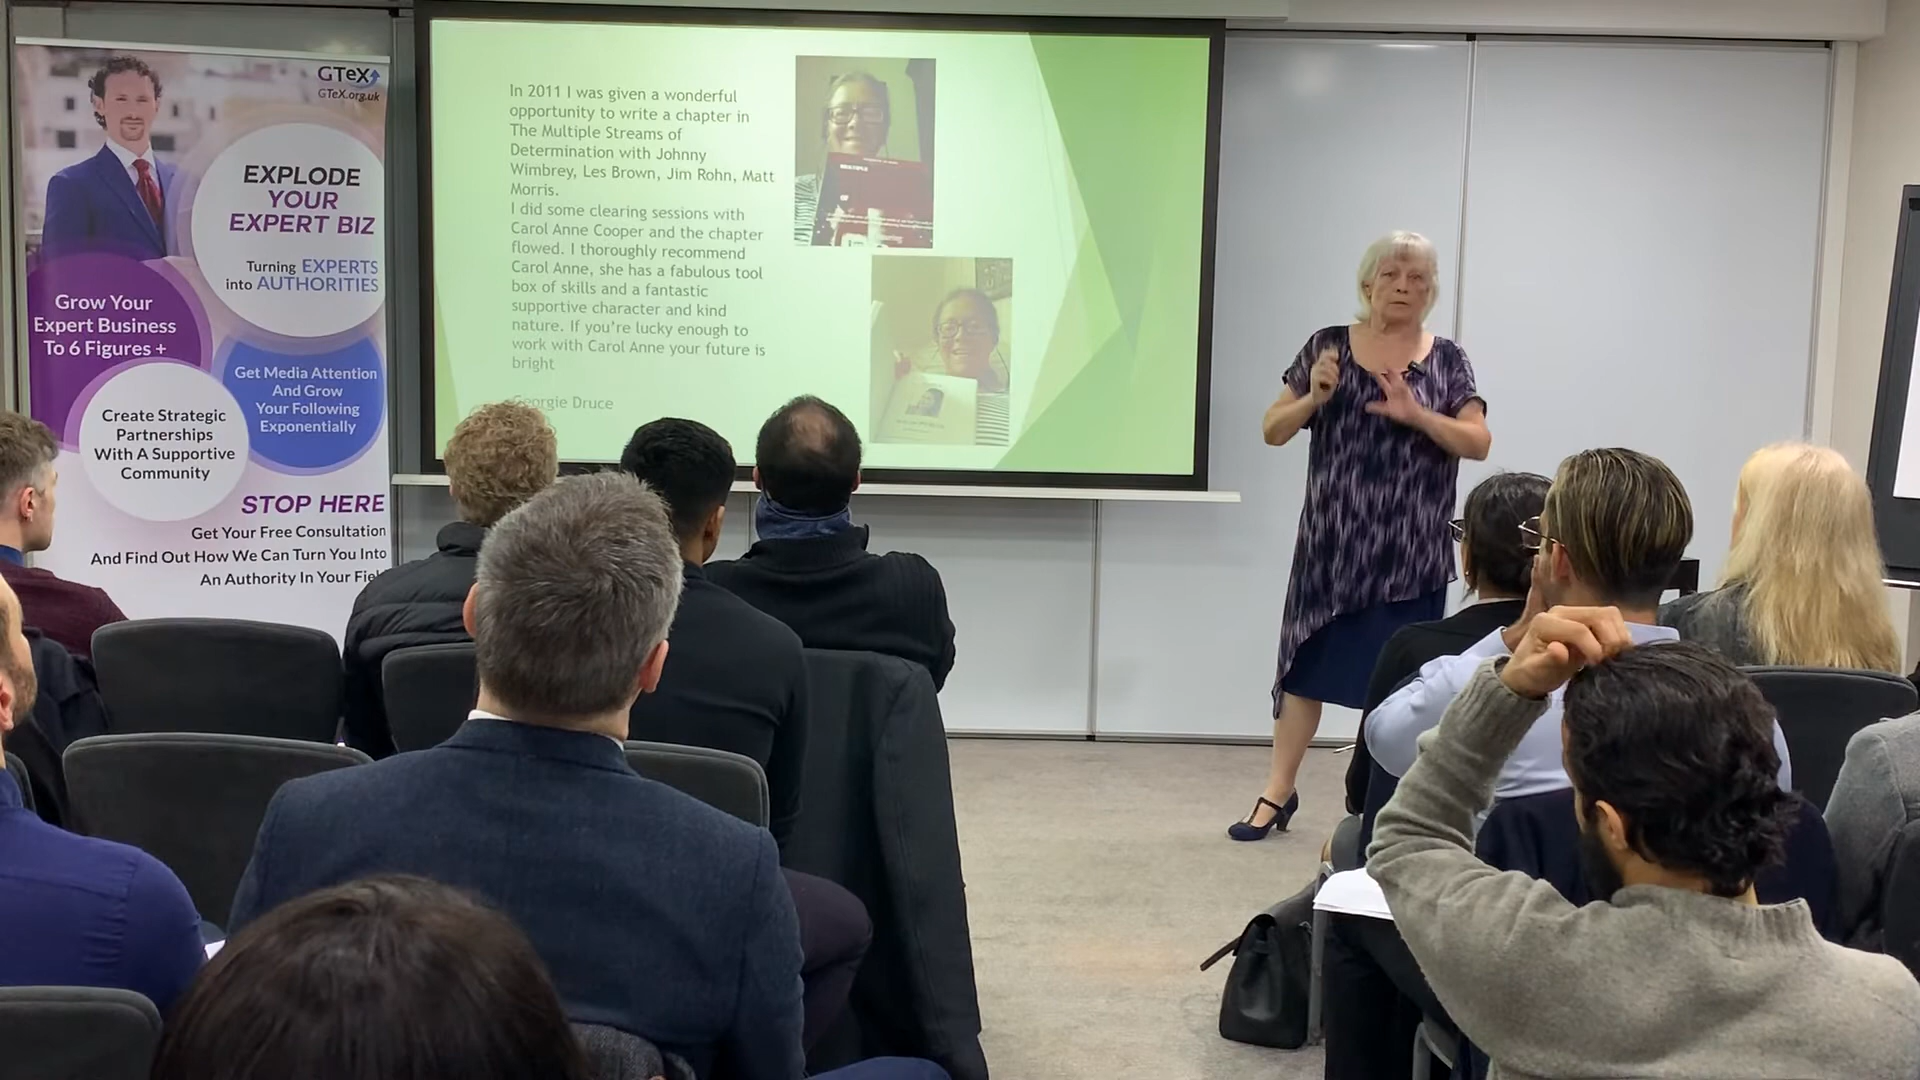 GTeX
GTeX.org.uk
EXPLODE
YOUR
EXPERT BIZ
Turning EXPERTS
into AUTHORITIES
Grow Your
Expert Business
To 6 Figures +
Get Media Attention
And Grow
Your Following
Exponentially
Create Strategic
Partnerships
With A Supportive
Community
STOP HERE
Get Your Free Consultation
And Find Out How We Can Turn You Into
An Authority In Your
In 2011 I was given a wonderful
opportunity to write a chapter in
The Multiple Streams of
Determination with Johnny
Wimbrey, Les Brown, Jim Rohn, Matt
Morris.
I did some clearing sessions with
Carol Anne Cooper and the chapter
flowed. I thoroughly recommend
Carol Anne, she has a fabulous tool
box of skills and a fantastic
supportive character and kind
nature. If you're lucky enough to
work with Carol Anne your future is
bright
Georgie Druce